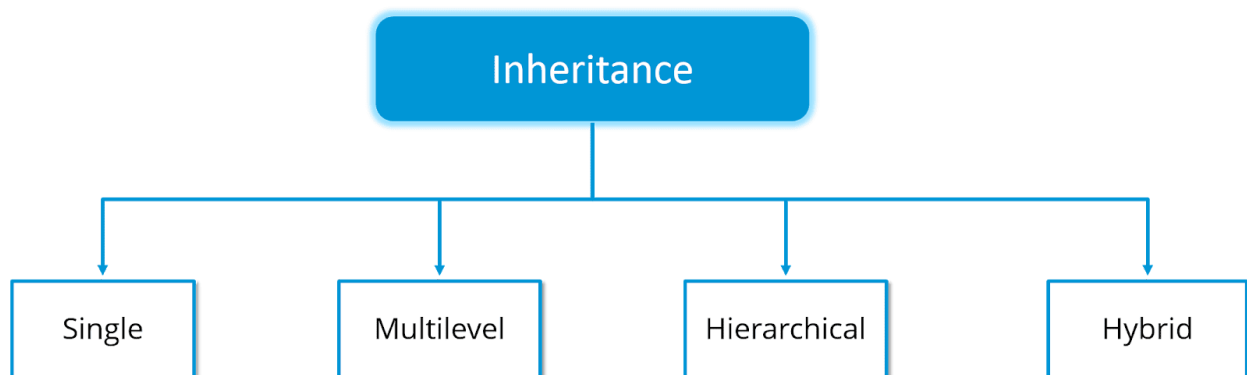 Inheritance
Single
Multilevel
Hierarchical
Hybrid